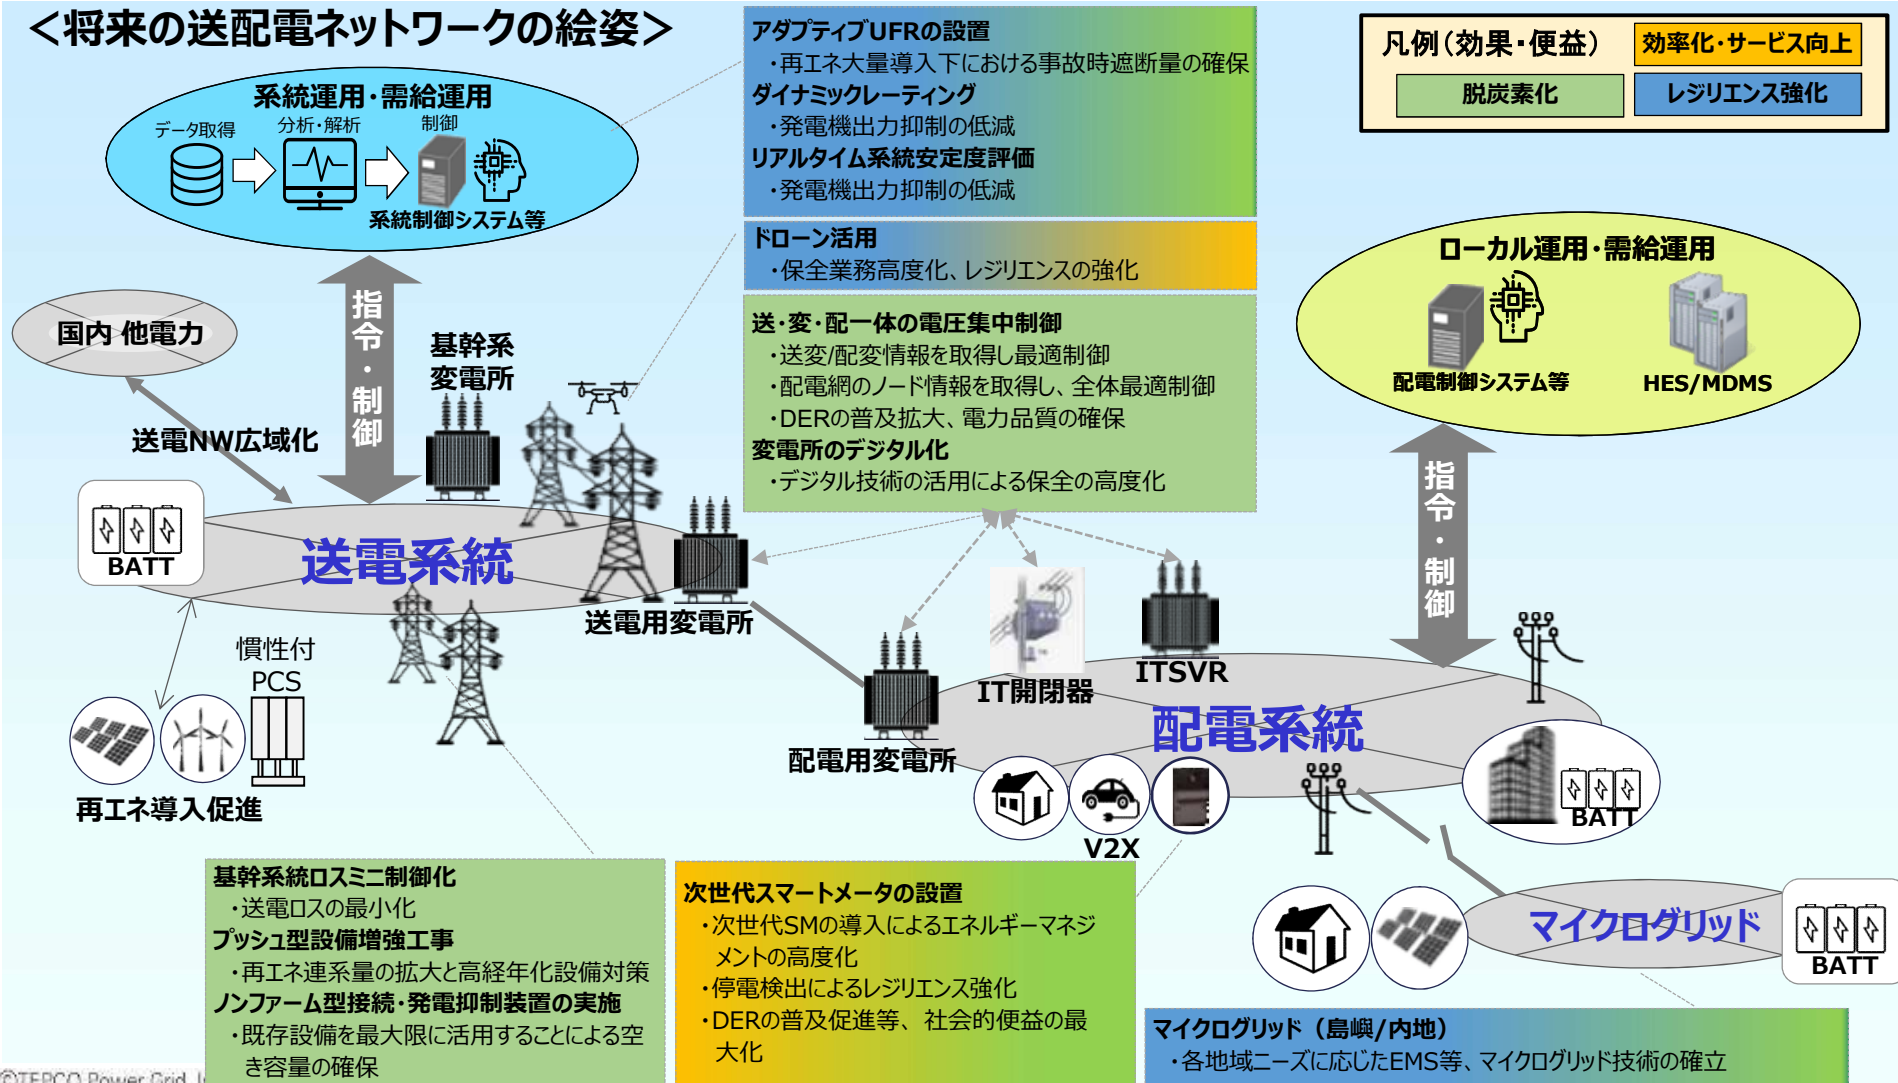 ＜将来の送配電ネットワークの絵姿＞
凡例（効果・便益）
効率化・サービス向上
脱炭素化
レジリエンス強化
系統運用・需給運用
データ取得
分析・解析
制御
系統制御システム等
アダプティブUFRの設置
・再エネ大量導入下における事故時遮断量の確保
ダイナミックレーティング
・発電機出力抑制の低減
リアルタイム系統安定度評価
・発電機出力抑制の低減
ドローン活用
・保全業務高度化、レジリエンスの強化
送・変・配一体の電圧集中制御
・送変/配変情報を取得し最適制御
・配電網のノード情報を取得し、全体最適制御
・DERの普及拡大、電力品質の確保
変電所のデジタル化
・デジタル技術の活用による保全の高度化
ローカル運用・需給運用
配電制御システム等
HES/MDMS
指令・制御
指令・制御
国内 他電力
送電NW広域化
基幹系
変電所
BATT
送電系統
送電用変電所
慣性付
PCS
再エネ導入促進
IT開閉器
ITSVR
配電用変電所
配電系統
V2X
BATT
マイクログリッド
BATT
基幹系統ロスミニ制御化
・送電ロスの最小化
プッシュ型設備増強工事
・再エネ連系量の拡大と高経年化設備対策
ノンファーム型接続・発電抑制装置の実施
・既存設備を最大限に活用することによる空
き容量の確保
次世代スマートメータの設置
・次世代SMの導入によるエネルギーマネジ
メントの高度化
・停電検出によるレジリエンス強化
・DERの普及促進等、社会的便益の最
大化
マイクログリッド（島嶼/内地）
・各地域ニーズに応じたEMS等、マイクログリッド技術の確立
©TEPCO Power Grid, I